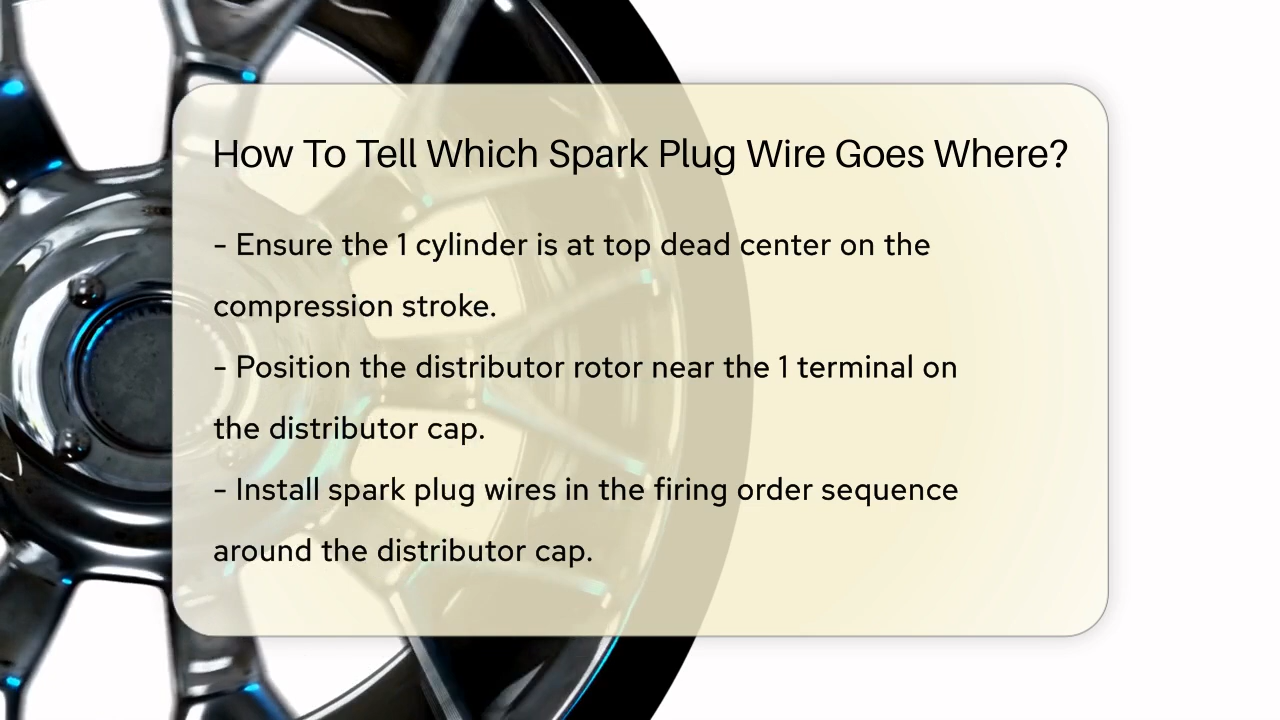 How To Tell Which Spark Plug Wire Goes Where?
- Ensure the 1 cylinder is at top dead center on the
compression stroke.
- Position the distributor rotor near the 1 terminal on
the distributor cap.
- Install spark plug wires in the firing order sequence
around the distributor cap.